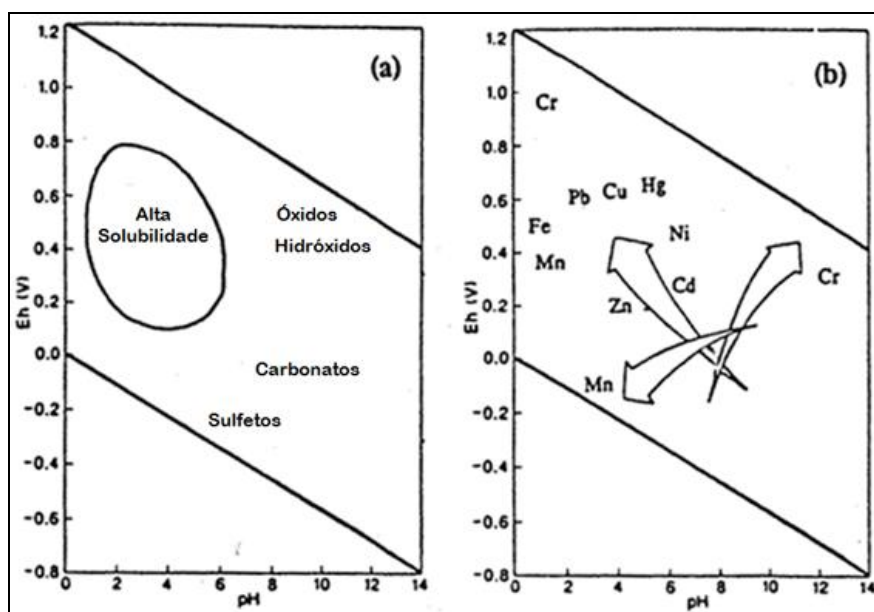 (a)
1.2
1.0
0.8
0.6
0.4
0.2
0.0
-0.2
-0.4
-0.6
-0.8
Eh (V)
Alta
Solubilidade
Óxidos
Hidróxidos
Carbonatos
Sulfetos
0 2 4 6 8 10 12 14
pH
(b)
1.2
1.0
0.8
0.6
0.4
0.2
0.0
-0.2
-0.4
-0.6
-0.8
Eh (V)
Cr
Pb Cu Hg
Fe
Ni
Mn
Cd
Cr
Zn
Mn
0 2 4 6 8 10 12 14
pH